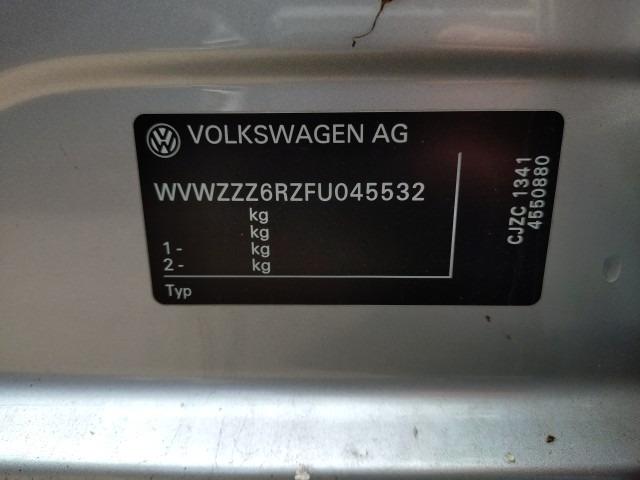 VOLKSWAGEN AG
WVWZZZ6RZFU045532
kg
kg
1 - kg
2 - kg
Typ
CJZC 1341
4550880